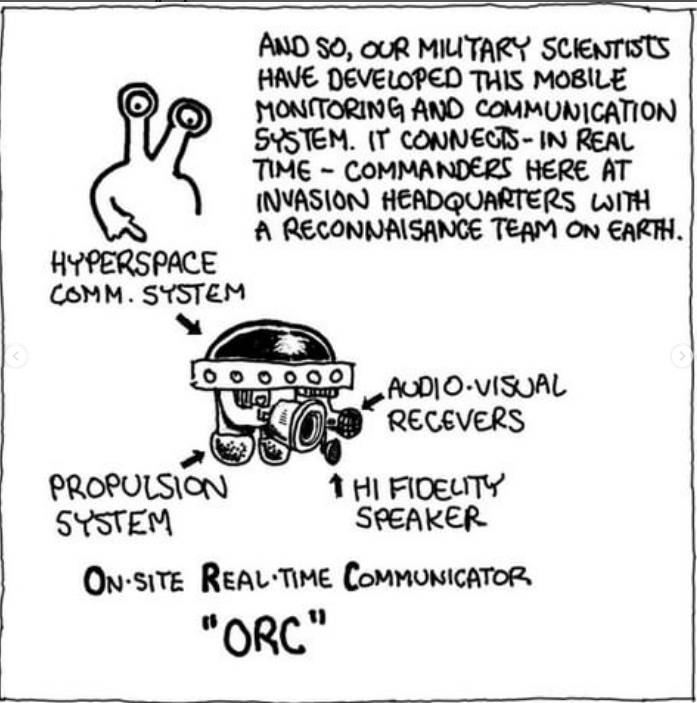 AND SO, OUR MILITARY SCIENTISTS
HAVE DEVELOPED THIS MOBILE
MONITORING AND COMMUNICATION
SYSTEM. IT CONNECTS - IN REAL
TIME - COMMANDERS HERE AT
INVASION HEADQUARTERS WITH
A RECONNAISANCE TEAM ON EARTH.
HYPERSPACE
COMM. SYSTEM
AUDIO-VISUAL
RECEVERS
PROPULSION
SYSTEM
HI FIDELITY
SPEAKER
ON-SITE REAL-TIME COMMUNICATOR
"ORC"